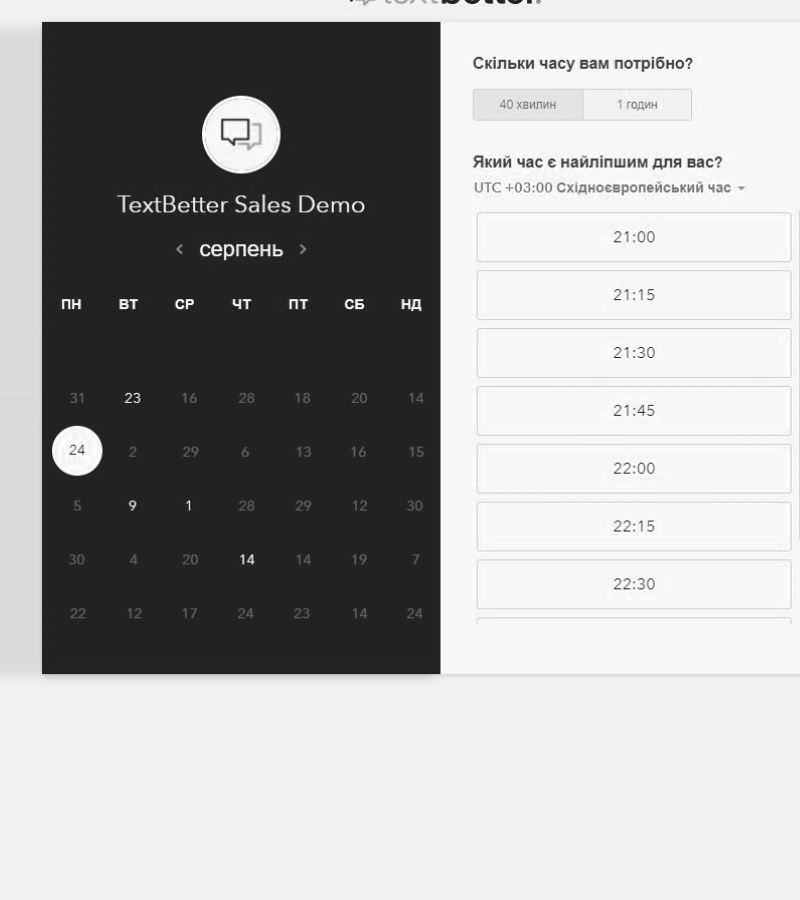 textbetter.
TextBetter Sales Demo
серпень
ПН ВТ СР ЧТ ПТ СБ НД
31 23 16 28 18 20 14
24 2 29 6 13 16 15
5 9 1 28 29 12 30
30 4 20 14 14 19 7
22 12 17 24 23 14 24
Скільки часу вам потрібно?
40 хвилин 1 годин
Який час є найліпшим для вас?
UTC +03:00 Східноєвропейський час
21:00
21:15
21:30
21:45
22:00
22:15
22:30